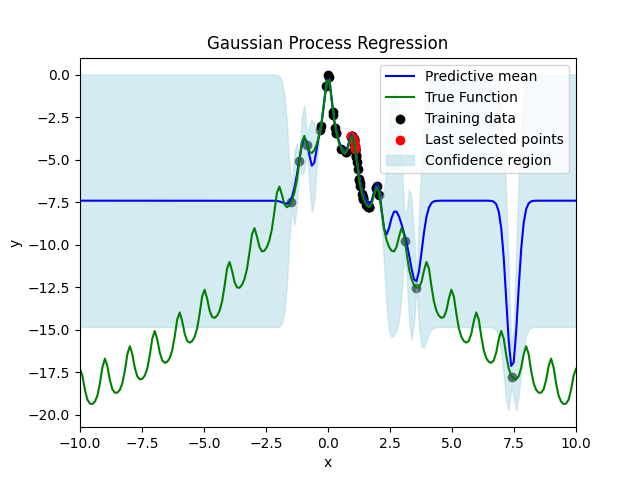 Gaussian Process Regression
Predictive mean
True Function
Training data
Last selected points
Confidence region
y
0.0
−2.5
−5.0
−7.5
−10.0
−12.5
−15.0
−17.5
−20.0
−10.0 −7.5 −5.0 −2.5 0.0 2.5 5.0 7.5 10.0
x